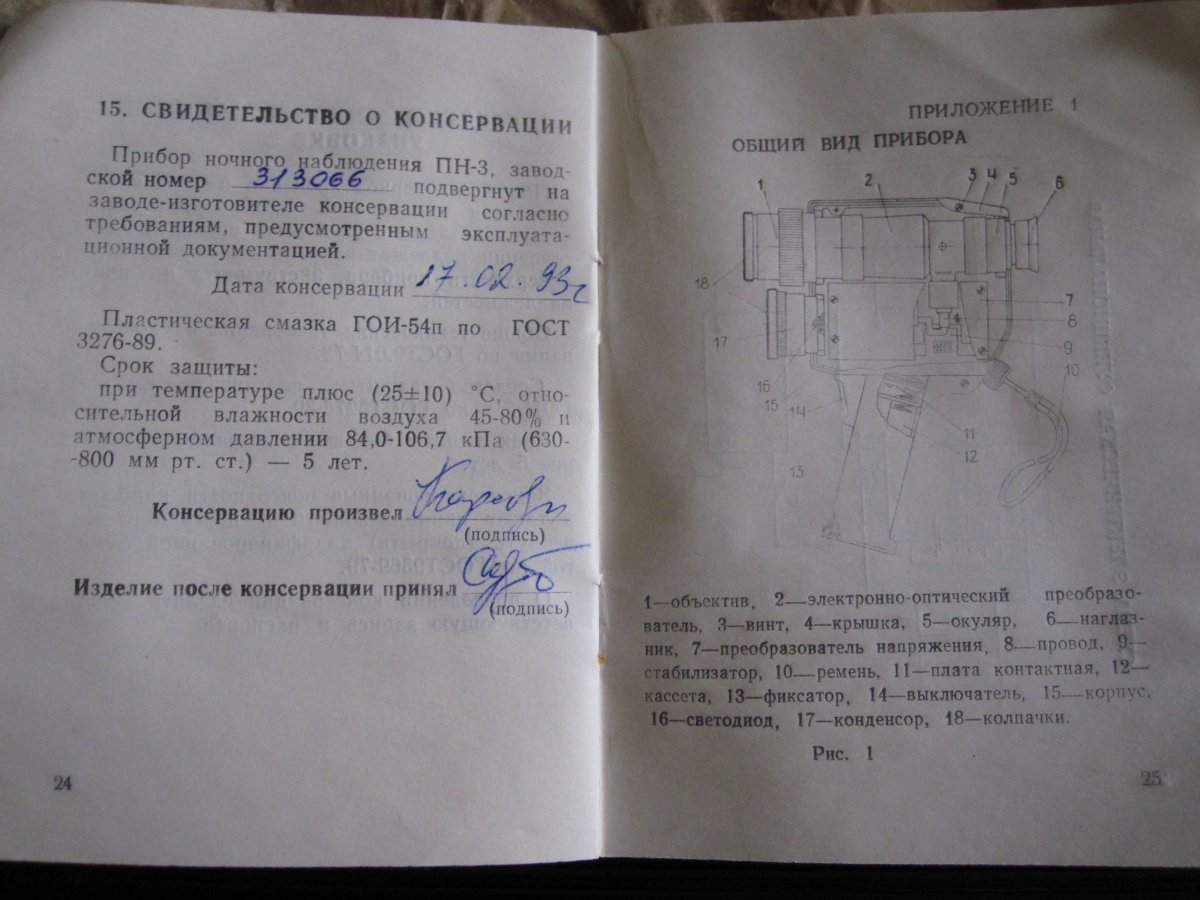 15. СВИДЕТЕЛЬСТВО О КОНСЕРВАЦИИ
Прибор ночного наблюдения ПН-3, завод-
ской номер 313066 подвергнут на
заводе-изготовителе консервации согласно
требованиям, предусмотренным эксплуата-
ционной документацией.
Дата консервации 17.02.93г
Пластическая смазка ГОИ-54п по ГОСТ
3276-89.
Срок защиты:
при температуре плюс (25±10) °С, отно-
сительной влажности воздуха 45-80% и
атмосферном давлении 84,0-106,7 кПа (630-
-800 мм рт. ст.) — 5 лет.
Консервацию произвел
(подпись)
Изделие после консервации принял
(подпись)
24
ПРИЛОЖЕНИЕ 1
ОБЩИЙ ВИД ПРИБОРА
1 2 3 4 5 6
18
7
17 8
9
16 10
15 14
11
12
13
1—объектив, 2—электронно-оптический преобразо-
ватель, 3—винт, 4—крышка, 5—окуляр, 6—наглаз-
ник, 7—преобразователь напряжения, 8—провод, 9—
стабилизатор, 10—ремень, 11—плата контактная, 12—
кассета, 13—фиксатор, 14—выключатель, 15—корпус,
16—светодиод, 17—конденсор, 18—колпачки.
Рис. 1
25